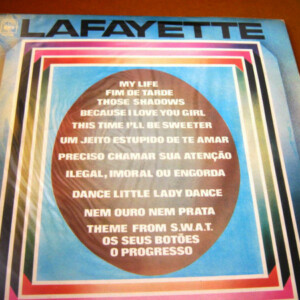 LAFAYETTE
MY LIFE
FIM DE TARDE
THOSE SHADOWS
BECAUSE I LOVE YOU GIRL
THIS TIME I'LL BE SWEETER
UM JEITO ESTUPIDO DE TE AMAR
PRECISO CHAMAR SUA ATENÇÃO
ILEGAL, IMORAL OU ENGORDA
DANCE LITTLE LADY DANCE
NEM OURO NEM PRATA
THEME FROM S.W.A.T.
OS SEUS BOTÕES
O PROGRESSO